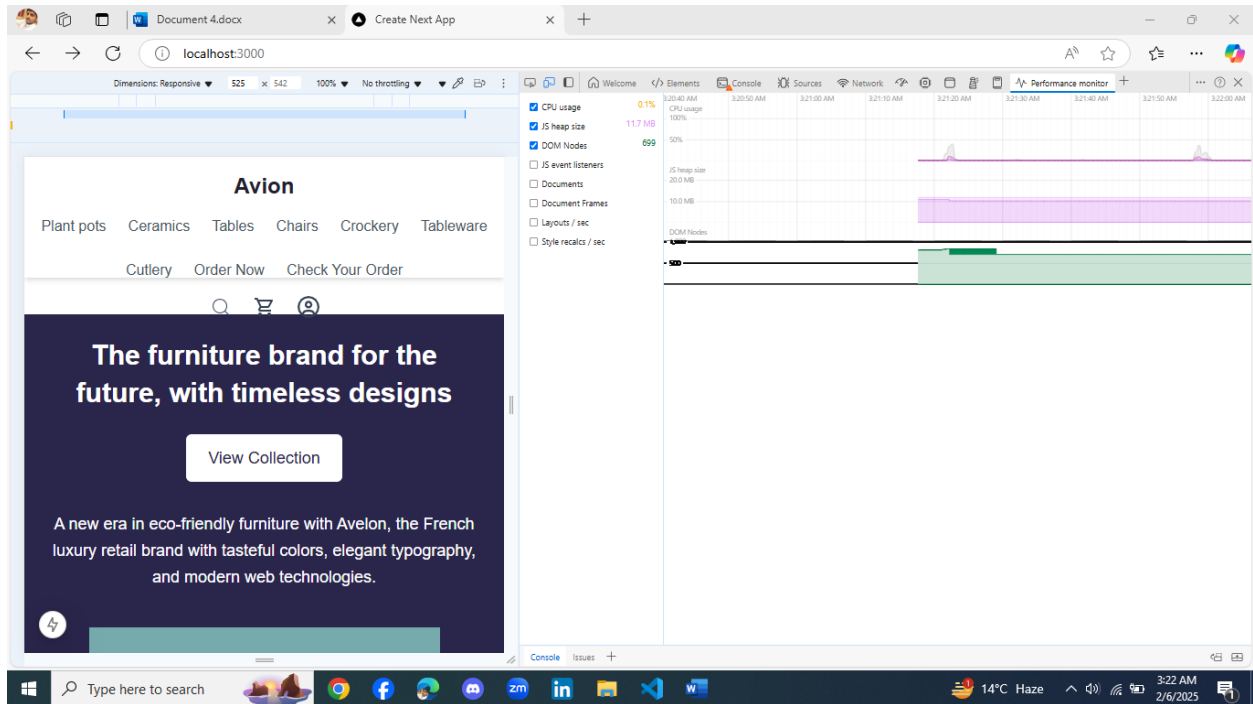 Document 4.docx
Create Next App
localhost:3000
Dimensions: Responsive 525 x 542 100% No throttling
Welcome Elements Console Sources Network Performance monitor
Avion
Plant pots Ceramics Tables Chairs Crockery Tableware
Cutlery Order Now Check Your Order
The furniture brand for the
future, with timeless designs
View Collection
A new era in eco-friendly furniture with Avelon, the French
luxury retail brand with tasteful colors, elegant typography,
and modern web technologies.
CPU usage 0.1%
JS heap size 11.7 MB
DOM Nodes 699
JS event listeners
Documents
Document Frames
Layouts / sec
Style recalcs / sec
3:20:40 AM 3:20:50 AM 3:21:00 AM 3:21:10 AM 3:21:20 AM 3:21:30 AM 3:21:40 AM 3:21:50 AM 3:22:00 AM
CPU usage
100%
50%
JS heap size
20.0 MB
10.0 MB
DOM Nodes
500
Console Issues
Type here to search
zm
in
14°C Haze
3:22 AM
2/6/2025
1